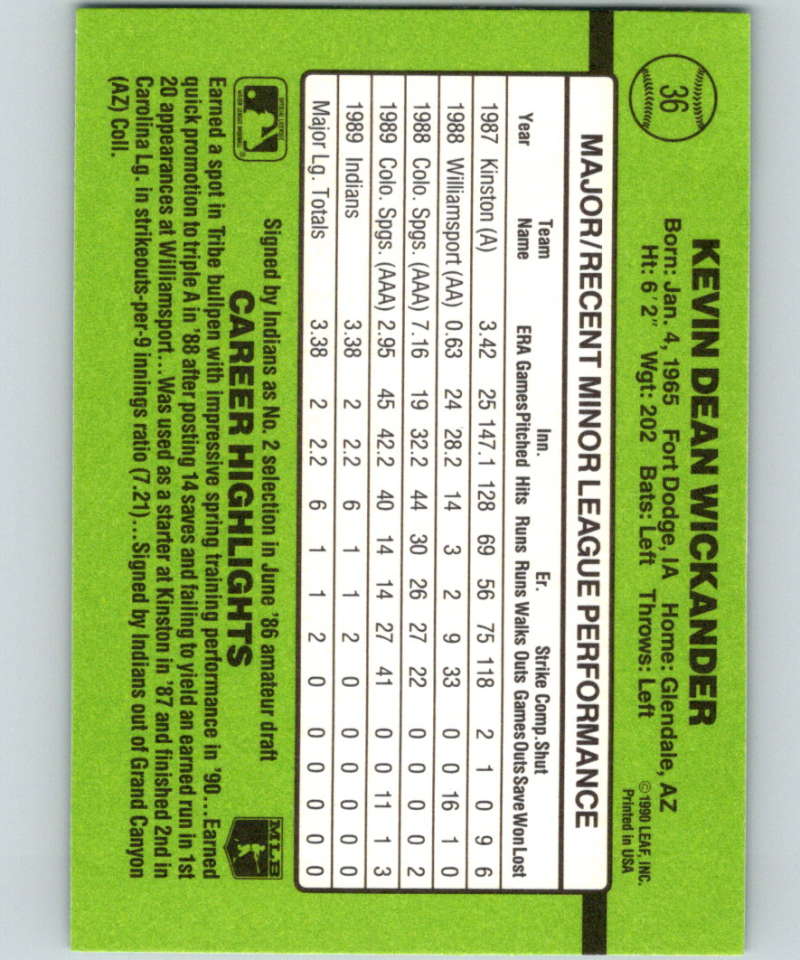 36
KEVIN DEAN WICKANDER
Born: Jan. 4, 1965 Fort Dodge, IA Home: Glendale, AZ
Ht: 6'2" Wgt: 202 Bats: Left Throws: Left
©1990 LEAF, INC.
Printed in USA
MAJOR/RECENT MINOR LEAGUE PERFORMANCE
Team Inn. Er. Strike Comp. Shut
Year Name ERA Games Pitched Hits Runs Runs Walks Outs Games Outs Save Won Lost
1987 Kinston (A) 3.42 25 147.1 128 69 56 75 118 2 1 0 9 6
1988 Williamsport (AA) 0.63 24 28.2 14 3 2 9 33 0 0 16 1 0
1988 Colo. Spgs. (AAA) 7.16 19 32.2 44 30 26 27 22 0 0 0 0 2
1989 Colo. Spgs. (AAA) 2.95 45 42.2 40 14 14 27 41 0 0 11 1 3
1989 Indians 3.38 2 2.2 6 1 1 2 0 0 0 0 0 0
Major Lg. Totals 3.38 2 2.2 6 1 1 2 0 0 0 0 0 0
Signed by Indians as No. 2 selection in June '86 amateur draft
CAREER HIGHLIGHTS
MLB
Earned a spot in Tribe bullpen with impressive spring training performance in '90...Earned
quick promotion to triple A in '88 after posting 14 saves and failing to yield an earned run in 1st
20 appearances at Williamsport...Was used as a starter at Kinston in '87 and finished 2nd in
Carolina Lg. in strikeouts-per-9 innings ratio (7.21)...Signed by Indians out of Grand Canyon
(AZ) Coll.